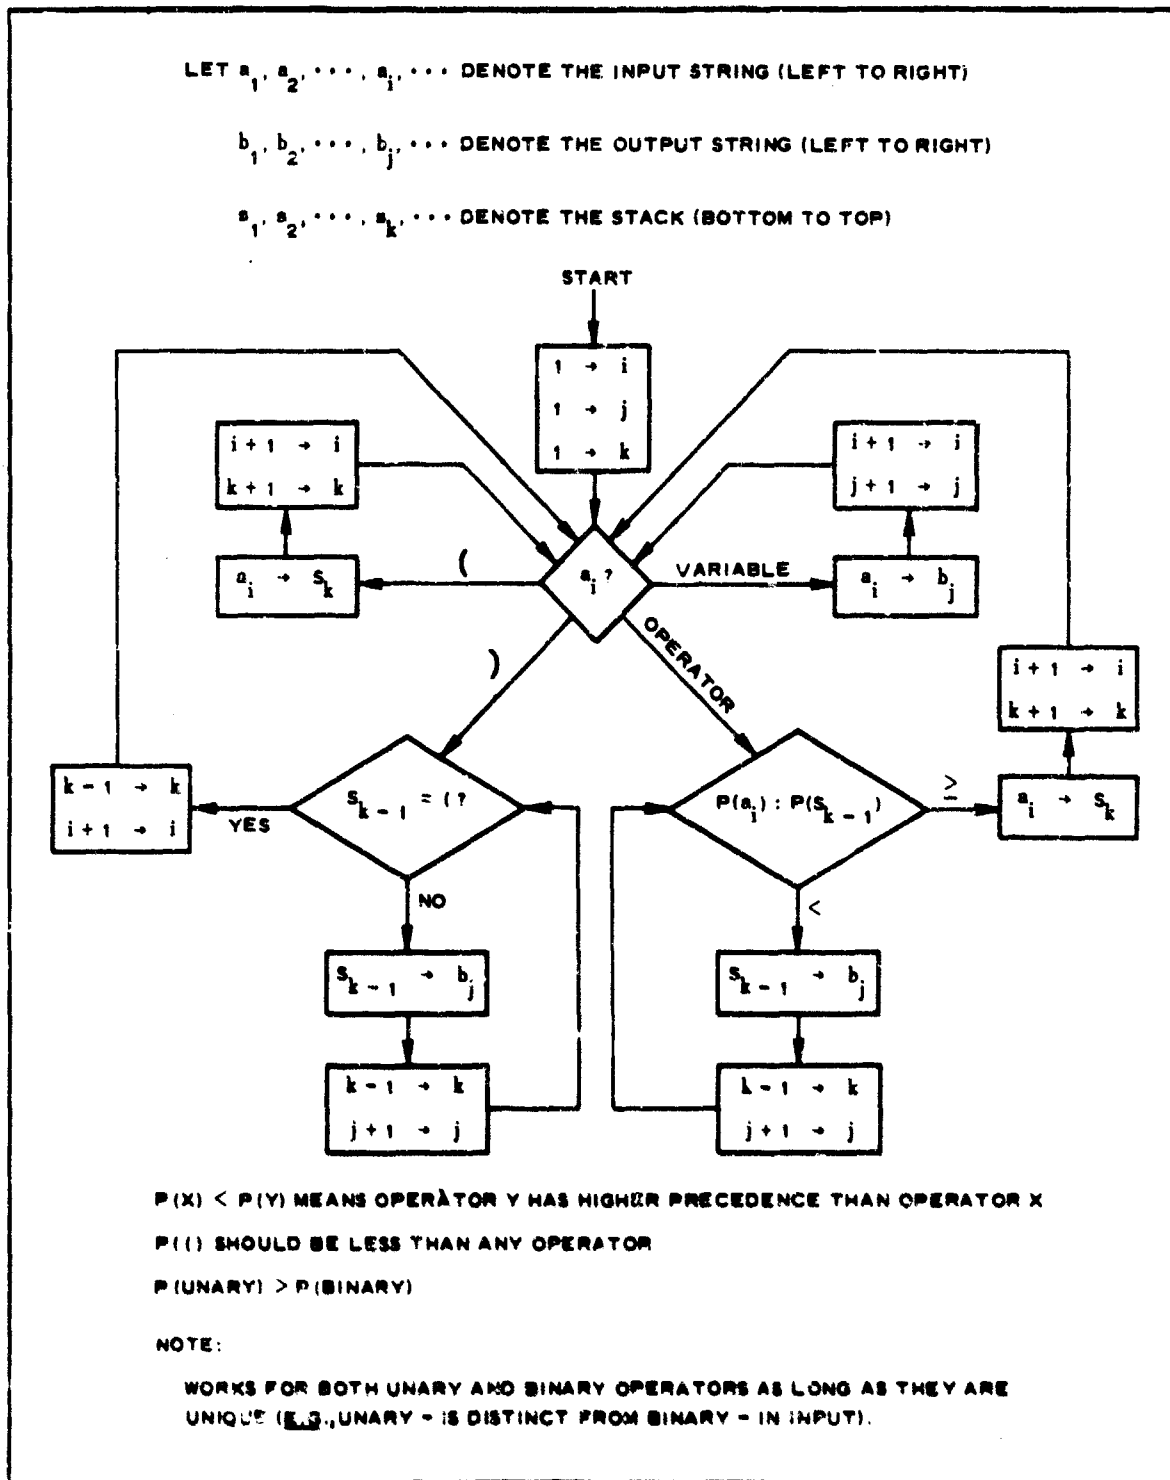 LET a1, a2, ..., ai, ... DENOTE THE INPUT STRING (LEFT TO RIGHT)
b1, b2, ..., bj, ... DENOTE THE OUTPUT STRING (LEFT TO RIGHT)
s1, s2, ..., sk, ... DENOTE THE STACK (BOTTOM TO TOP)
START
1 → i
1 → j
1 → k
i + 1 → i
k + 1 → k
i + 1 → i
j + 1 → j
ai → Sk
(
ai ?
VARIABLE
ai → bj
)
OPERATOR
i + 1 → i
k + 1 → k
k - 1 → k
i + 1 → i
YES
Sk - 1 = ( ?
P(ai) : P(Sk - 1)
≥
ai → Sk
NO
<
Sk - 1 → bj
Sk - 1 → bj
k - 1 → k
j + 1 → j
k - 1 → k
j + 1 → j
P(X) < P(Y) MEANS OPERATOR Y HAS HIGHER PRECEDENCE THAN OPERATOR X
P(() SHOULD BE LESS THAN ANY OPERATOR
P(UNARY) > P(BINARY)
NOTE:
WORKS FOR BOTH UNARY AND BINARY OPERATORS AS LONG AS THEY ARE
UNIQUE (E.G., UNARY - IS DISTINCT FROM BINARY - IN INPUT).